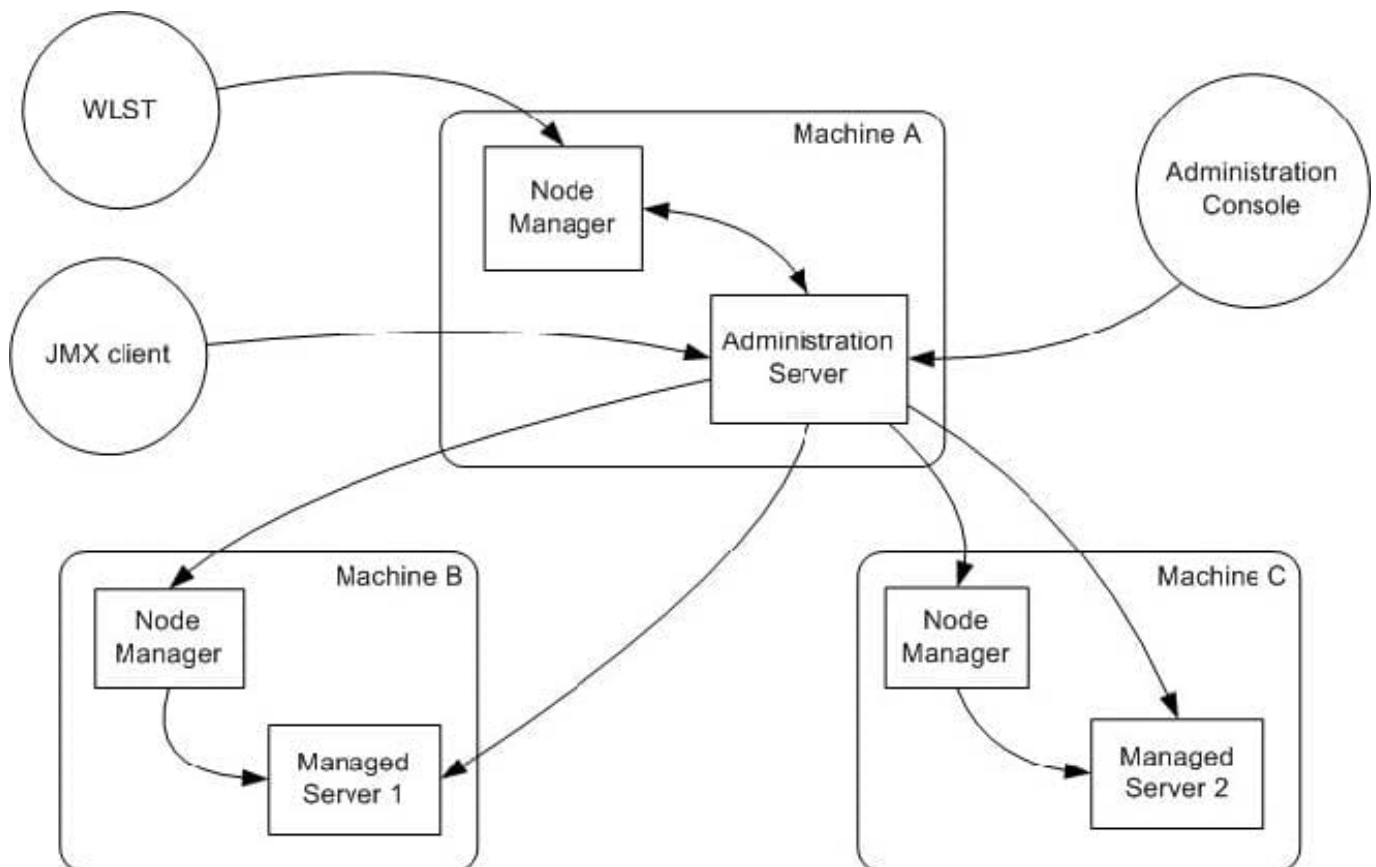 WLST
Machine A
Node
Manager
Administration
Console
JMX client
Administration
Server
Machine B
Node
Manager
Managed
Server 1
Machine C
Node
Manager
Managed
Server 2